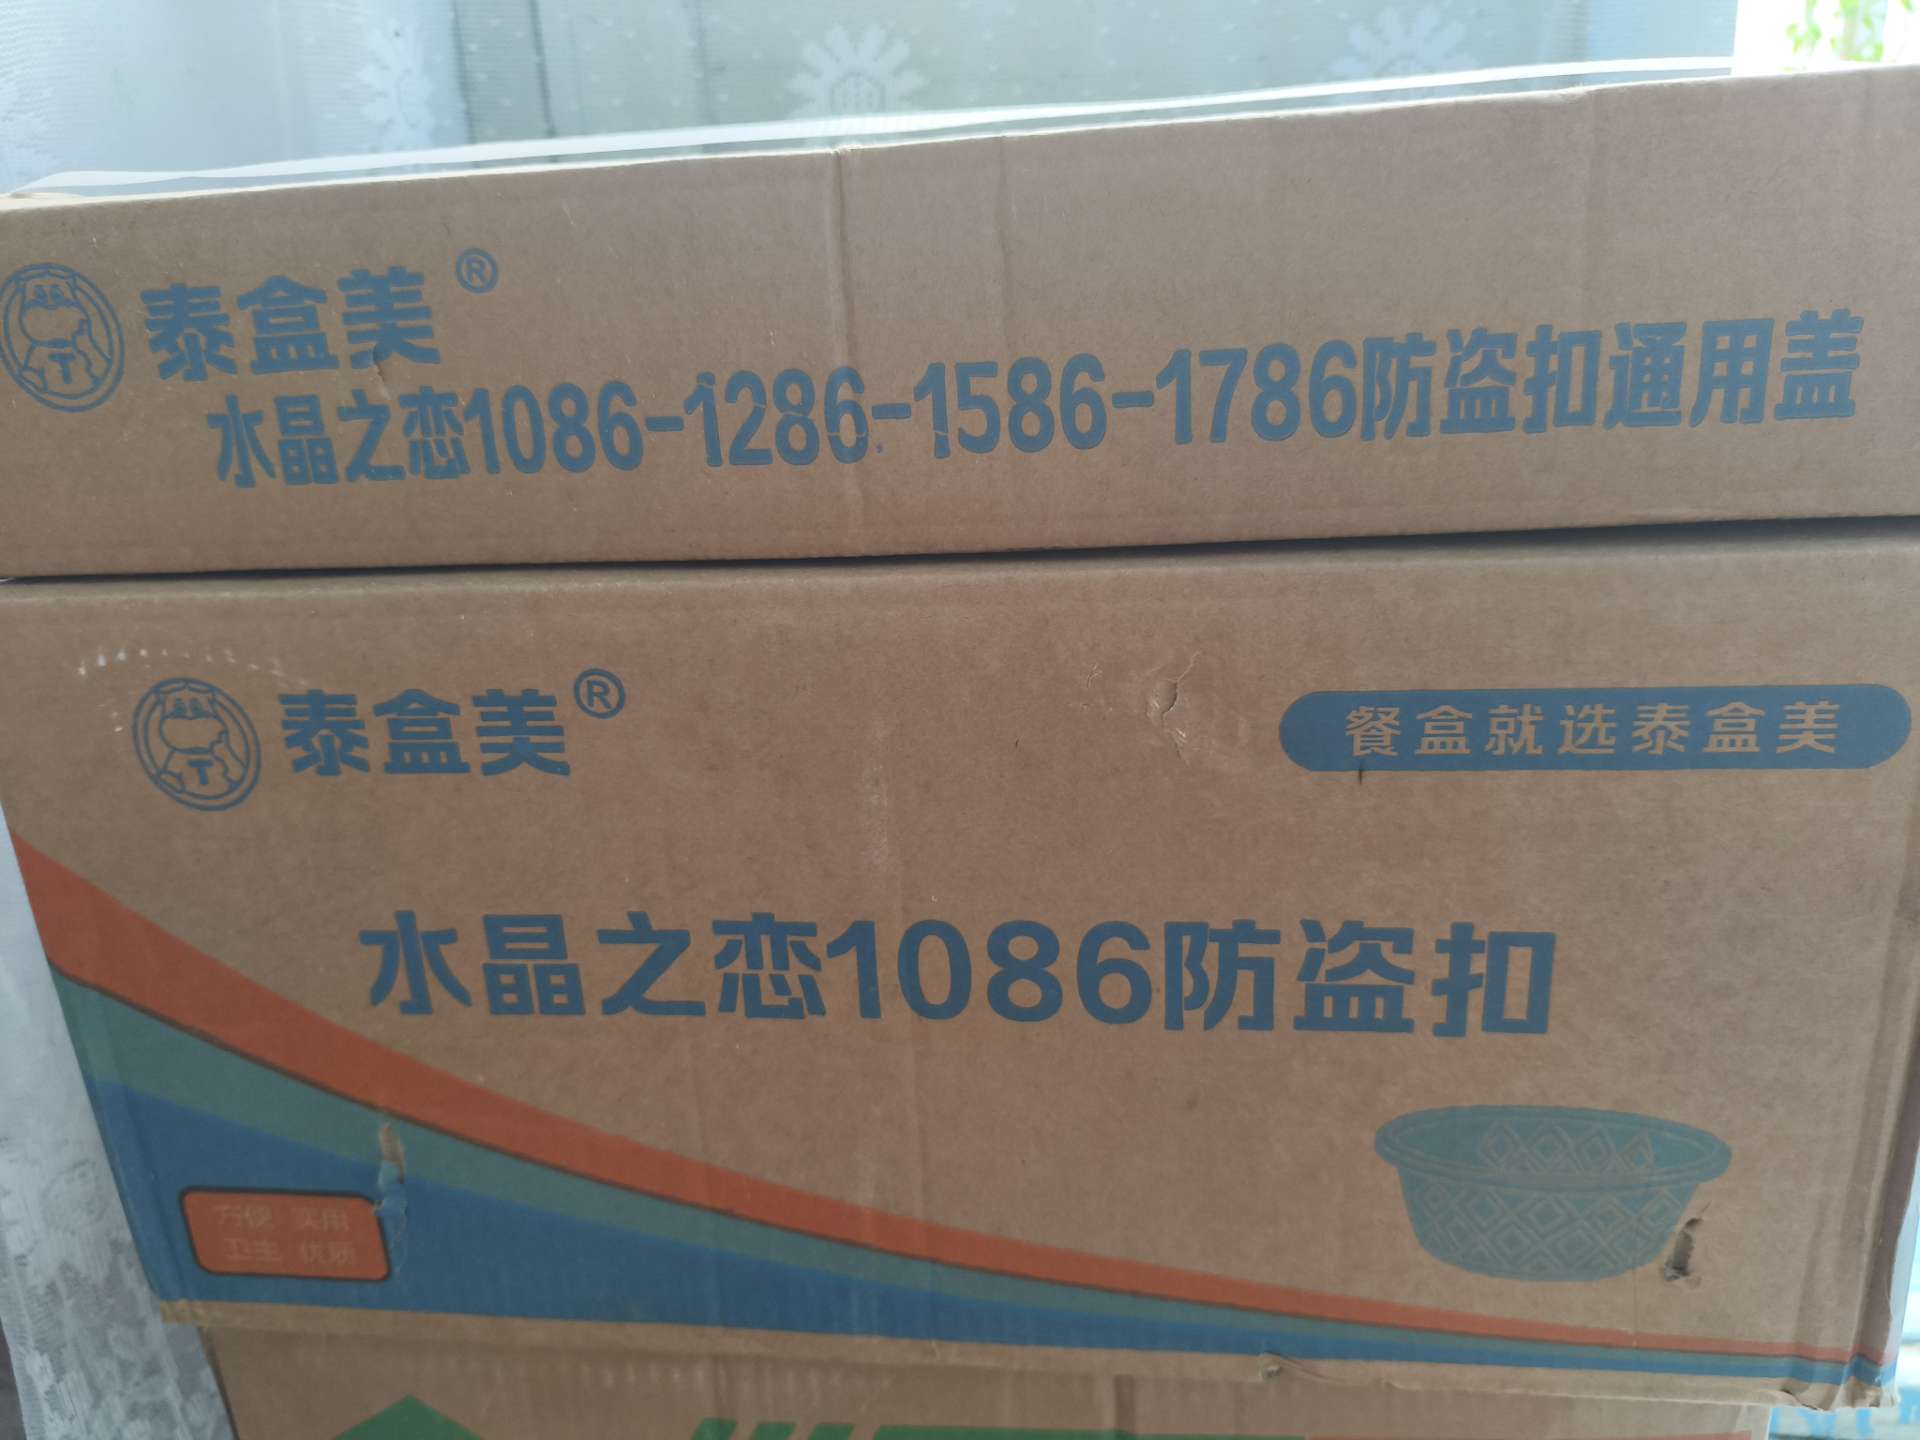 泰盒美®
水晶之恋1086-1286-1586-1786防盗扣通用盖
泰盒美®
餐盒就选泰盒美
水晶之恋1086防盗扣
方便 实用
卫生 优质